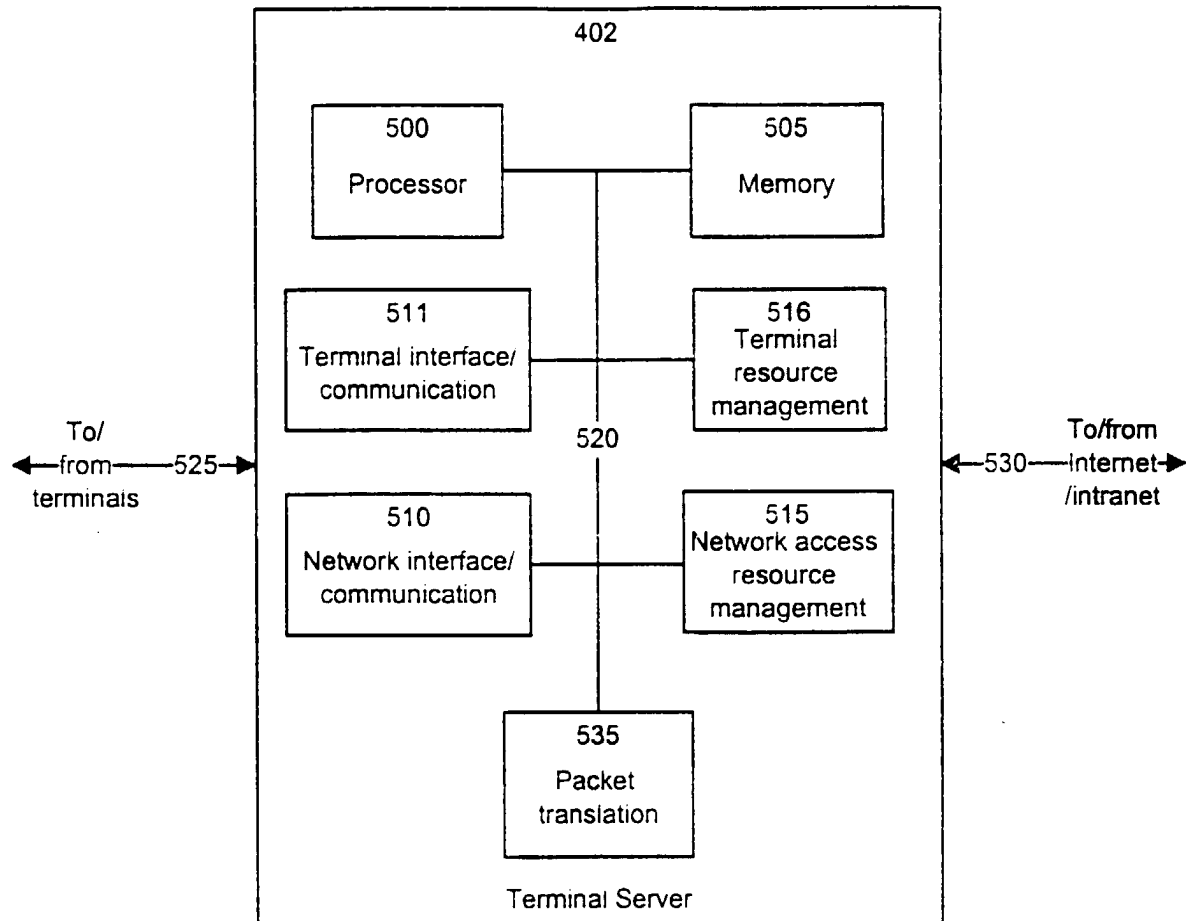 402
500
Processor
505
Memory
511
Terminal interface/
communication
516
Terminal
resource
management
To/
from
terminals
525
520
530
To/from
Internet
/intranet
510
Network interface/
communication
515
Network access
resource
management
535
Packet
translation
Terminal Server